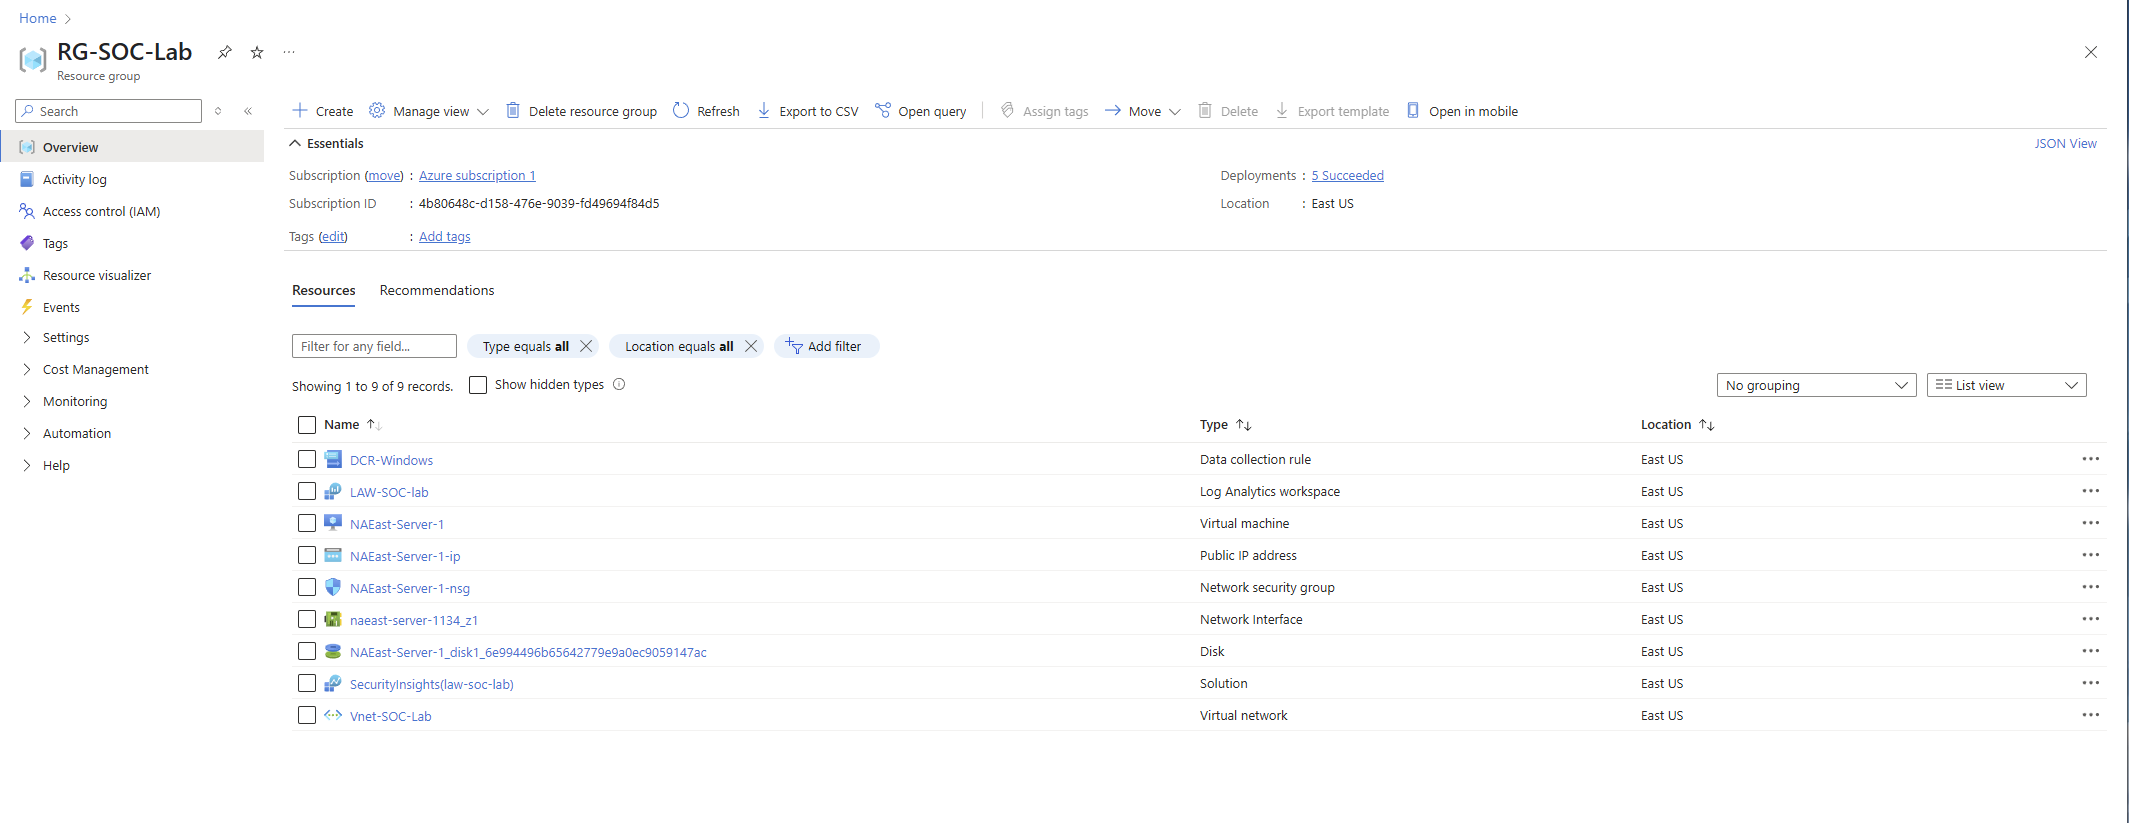 Home
RG-SOC-Lab
Resource group
Search
Create Manage view Delete resource group Refresh Export to CSV Open query Assign tags Move Delete Export template Open in mobile
Overview
Activity log
Access control (IAM)
Tags
Resource visualizer
Events
Settings
Cost Management
Monitoring
Automation
Help
Essentials JSON View
Subscription (move) : Azure subscription 1 Deployments : 5 Succeeded
Subscription ID : 4b80648c-d158-476e-9039-fd49694f84d5 Location : East US
Tags (edit) : Add tags
Resources Recommendations
Filter for any field... Type equals all Location equals all Add filter
Showing 1 to 9 of 9 records. Show hidden types No grouping List view
Name Type Location
DCR-Windows Data collection rule East US
LAW-SOC-lab Log Analytics workspace East US
NAEast-Server-1 Virtual machine East US
NAEast-Server-1-ip Public IP address East US
NAEast-Server-1-nsg Network security group East US
naeast-server-1134_z1 Network Interface East US
NAEast-Server-1_disk1_6e994496b65642779e9a0ec9059147ac Disk East US
SecurityInsights(law-soc-lab) Solution East US
Vnet-SOC-Lab Virtual network East US